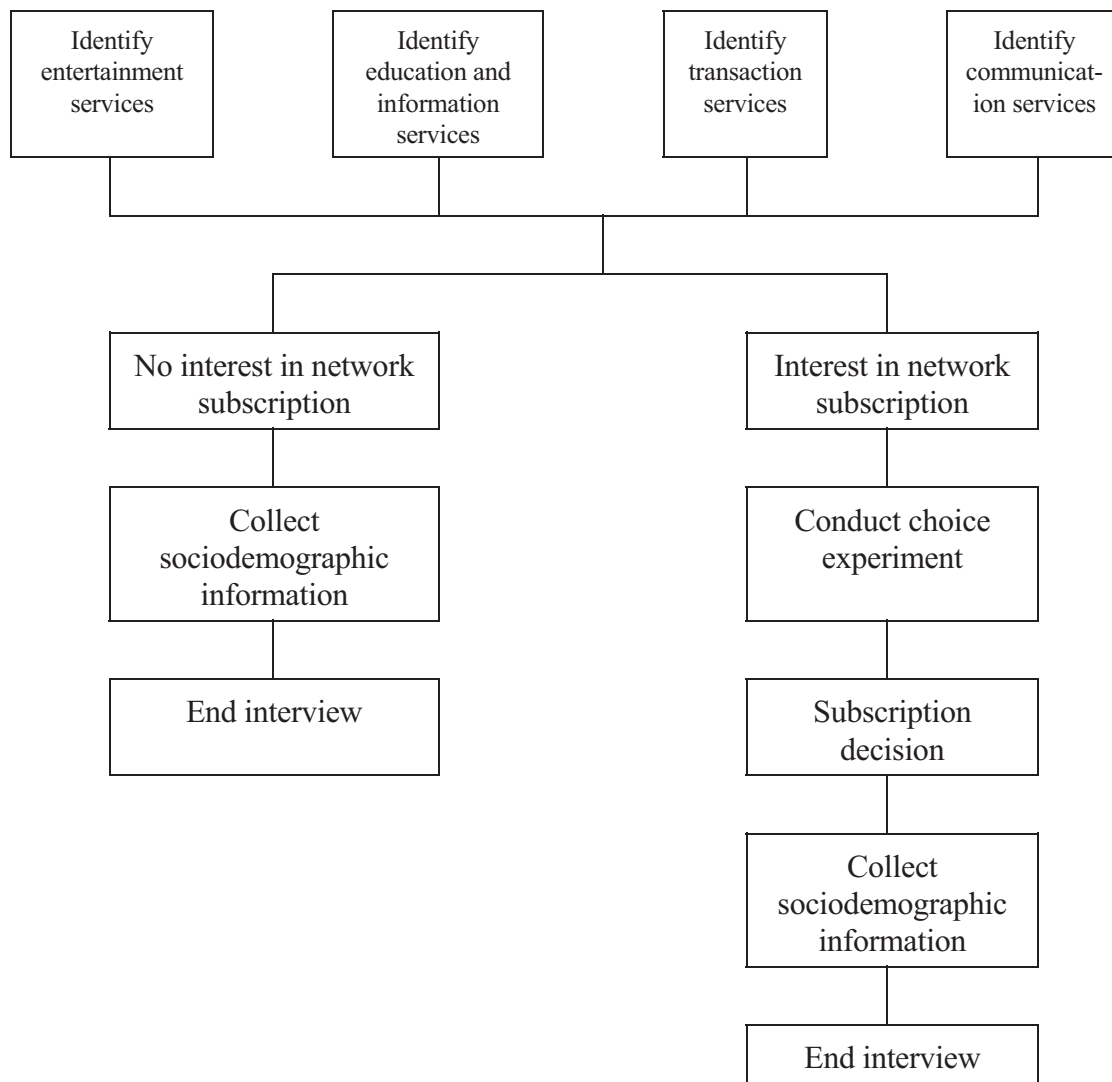 Identify
entertainment
services
Identify
education and
information
services
Identify
transaction
services
Identify
communicat-
ion services
No interest in network
subscription
Interest in network
subscription
Collect
sociodemographic
information
Conduct choice
experiment
End interview
Subscription
decision
Collect
sociodemographic
information
End interview